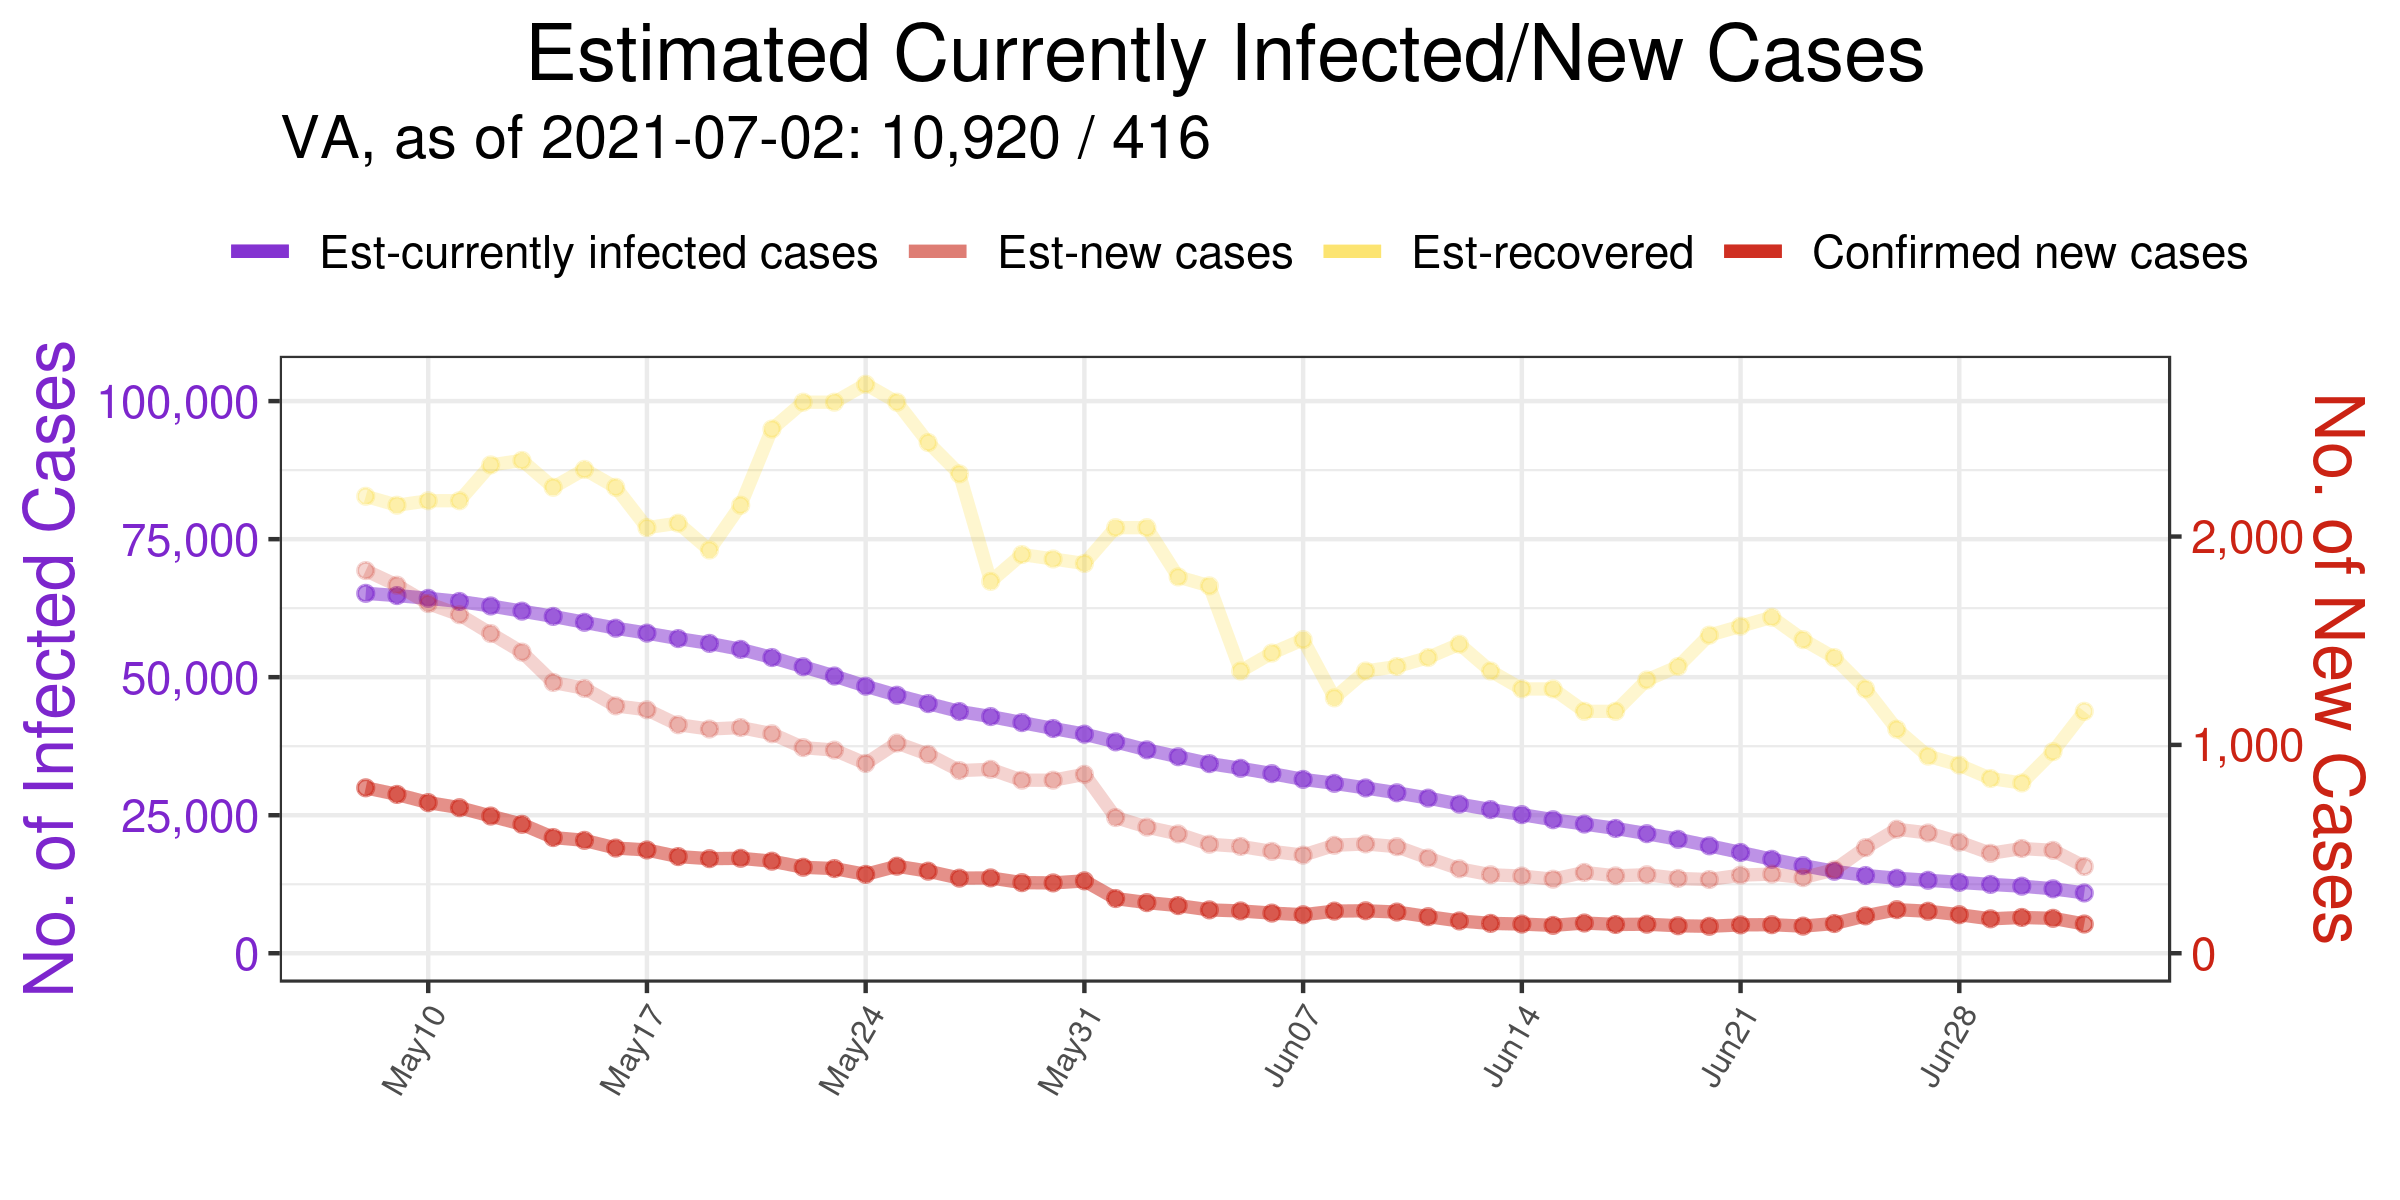 Estimated Currently Infected/New Cases
VA, as of 2021-07-02: 10,920 / 416
Est-currently infected cases Est-new cases Est-recovered Confirmed new cases
No. of Infected Cases
100,000
75,000
50,000
25,000
0
2,000
1,000
0
No. of New Cases
May10 May17 May24 May31 Jun07 Jun14 Jun21 Jun28